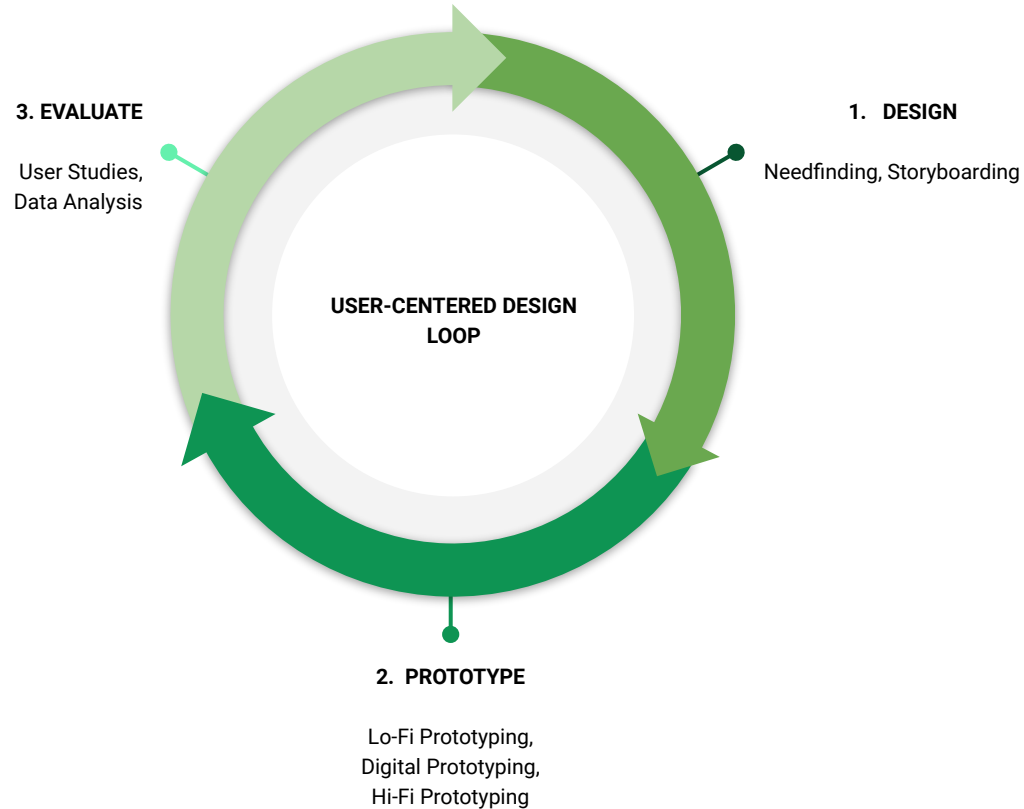 3. EVALUATE
User Studies,
Data Analysis
1. DESIGN
Needfinding, Storyboarding
USER-CENTERED DESIGN
LOOP
2. PROTOTYPE
Lo-Fi Prototyping,
Digital Prototyping,
Hi-Fi Prototyping